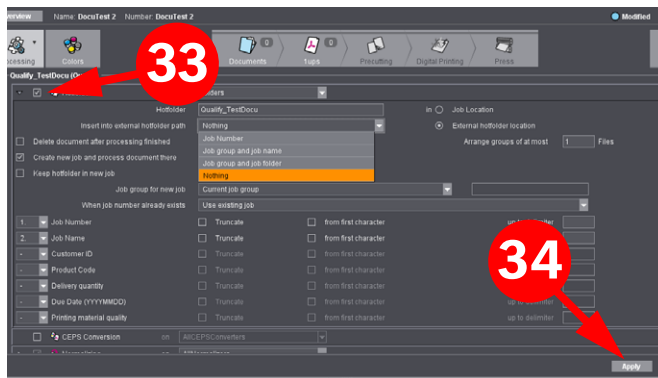 Name: DocuTest 2 Number: DocuTest 2 Modified
Colors Documents 0 1ups 0 Precutting Digital Printing Press
33
Hotfolder Qualify_TestDocu in Job Location
Insert into external hotfolder path Nothing External hotfolder location
Job Number
Delete document after processing finished Arrange groups of at most 1 Files
Job group and job name
Create new job and process document there
Job group and job folder
Keep hotfolder in new job Nothing
Job group for new job Current job group
When job number already exists Use existing job
1. Job Number Truncate from first character
2. Job Name Truncate from first character
- Customer ID Truncate from first character
- Product Code Truncate from first character
- Delivery quantity Truncate from first character
- Due Date (YYYYMMDD) Truncate from first character up to delimiter
- Printing material quality Truncate from first character up to delimiter
34
CEPS Conversion on AllCEPSConverters
Apply